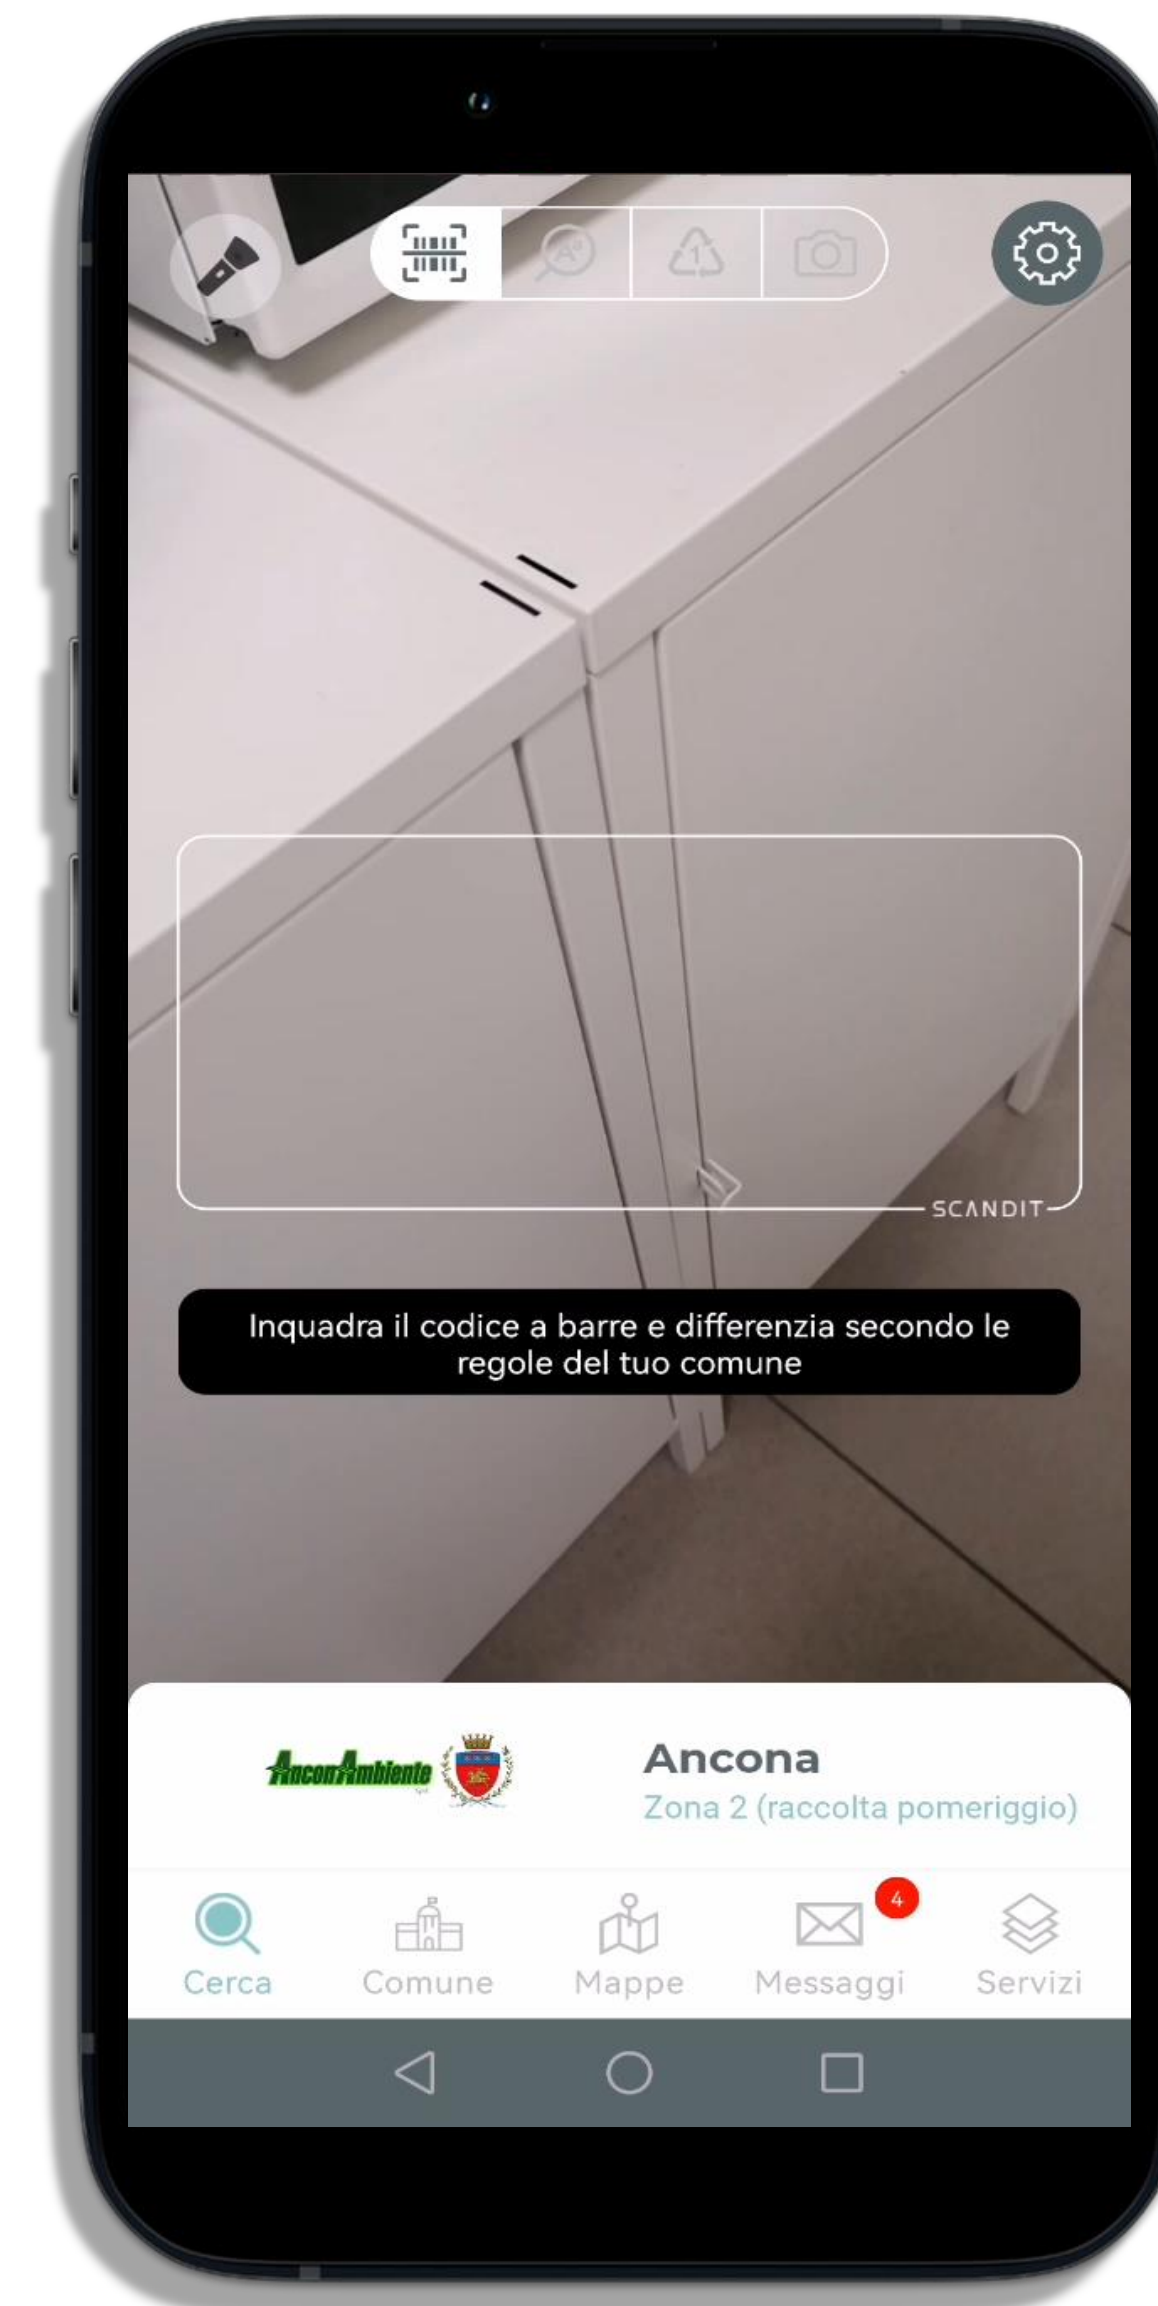 SCANDIT
Inquadra il codice a barre e differenzia secondo le
regole del tuo comune
AnconAmbiente
Ancona
Zona 2 (raccolta pomeriggio)
4
Cerca
Comune
Mappe
Messaggi
Servizi